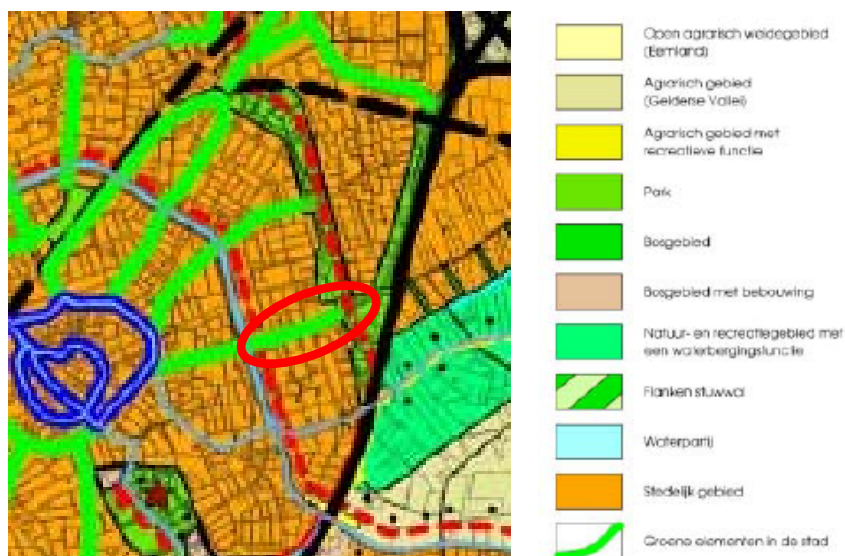 Open agrarisch weidegebied
(Eemland)
Agrarisch gebied
(Gelderse Vallei)
Agrarisch gebied met
recreatieve functie
Park
Bosgebied
Bosgebied met bebouwing
Natuur- en recreatiegebied met
een waterbergingsfunctie
Flanken stuwwal
Waterpartij
Stedelijk gebied
Groene elementen in de stad